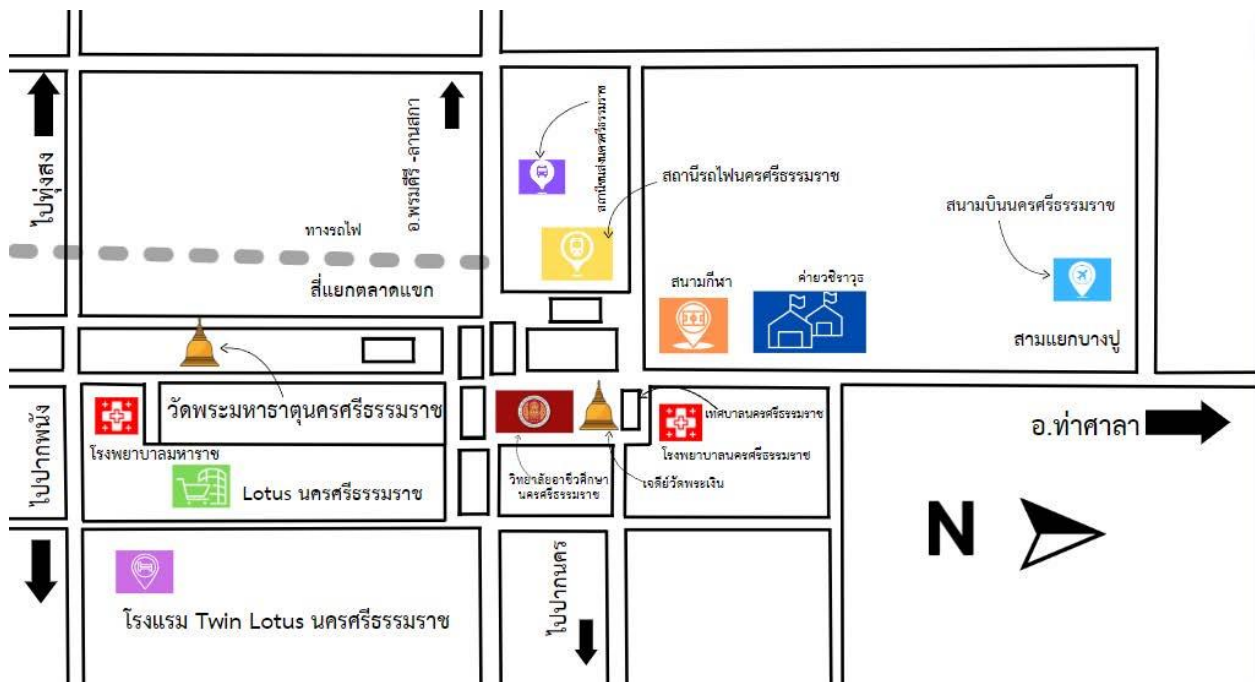 ไปทุ่งสง
อ.พรมคีรี -ลานสกา
สถานีขนส่งนครศรีธรรมราช
สถานีรถไฟนครศรีธรรมราช
สนามบินนครศรีธรรมราช
ทางรถไฟ
สี่แยกตลาดแขก
สนามกีฬา
ค่ายวชิราวุธ
สามแยกบางปู
วัดพระมหาธาตุนครศรีธรรมราช
เทศบาลนครศรีธรรมราช
อ.ท่าศาลา
ไปปากพนัง
โรงพยาบาลมหาราช
โรงพยาบาลนครศรีธรรมราช
วิทยาลัยอาชีวศึกษา
นครศรีธรรมราช
เจดีย์วัดพระเงิน
Lotus นครศรีธรรมราช
N
ไปปากนคร
โรงแรม Twin Lotus นครศรีธรรมราช